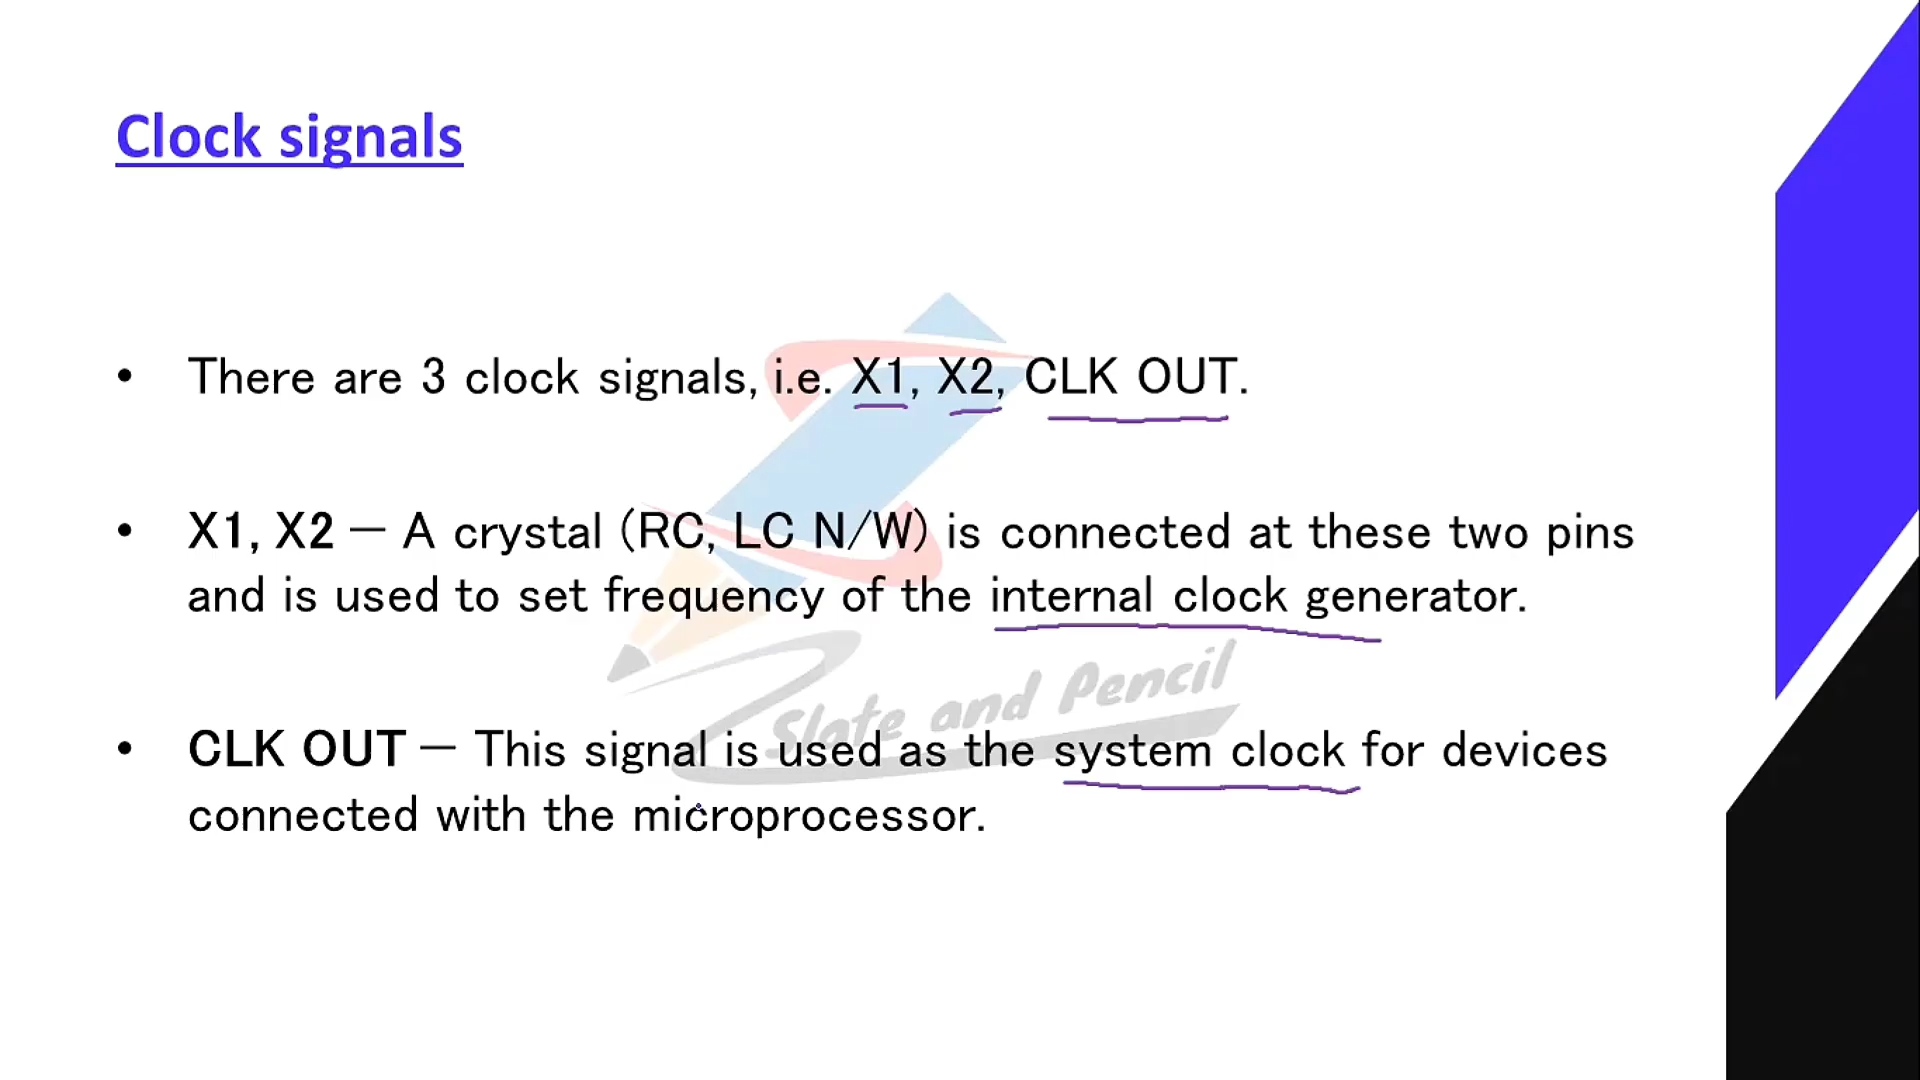 Clock signals
• There are 3 clock signals, i.e. X1, X2, CLK OUT.
• X1, X2 – A crystal (RC, LC N/W) is connected at these two pins
and is used to set frequency of the internal clock generator.
Slate and Pencil
• CLK OUT – This signal is used as the system clock for devices
connected with the microprocessor.